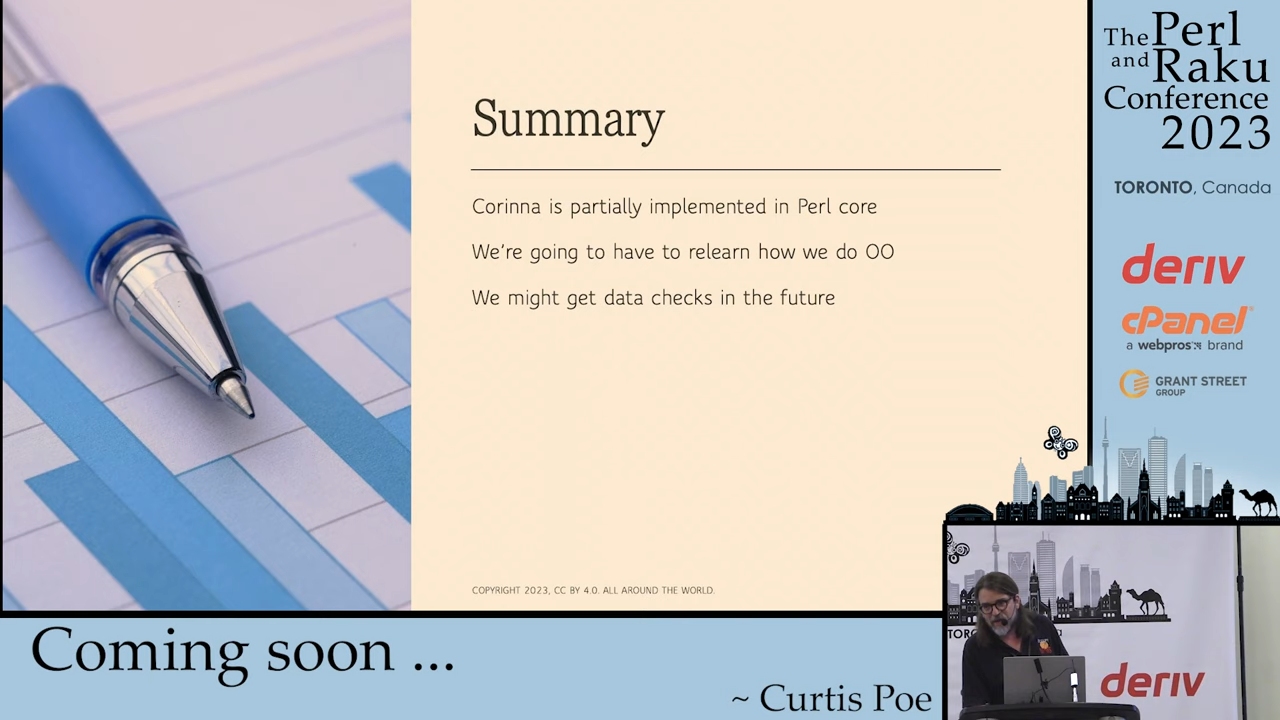 Summary
Corinna is partially implemented in Perl core
We're going to have to relearn how we do OO
We might get data checks in the future
COPYRIGHT 2023, CC BY 4.0. ALL AROUND THE WORLD.
The Perl
and Raku
Conference
2023
TORONTO, Canada
deriv
cPanel®
a webpros brand
GRANT STREET
GROUP
Coming soon ...
~ Curtis Poe
TORO
a
deriv